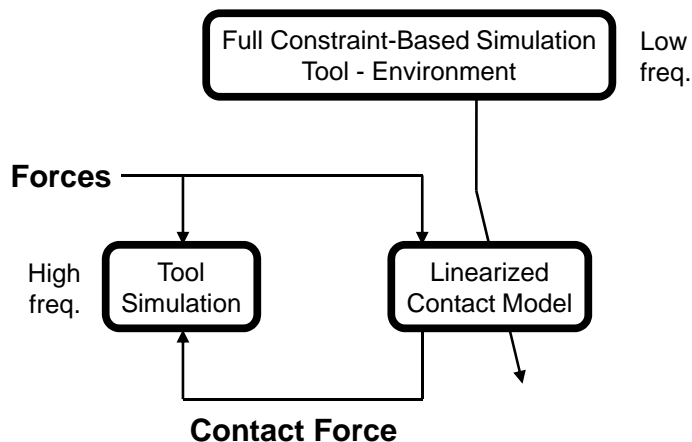 Full Constraint-Based Simulation
Tool - Environment
Low
freq.
Forces
High
freq.
Tool
Simulation
Linearized
Contact Model
Contact Force